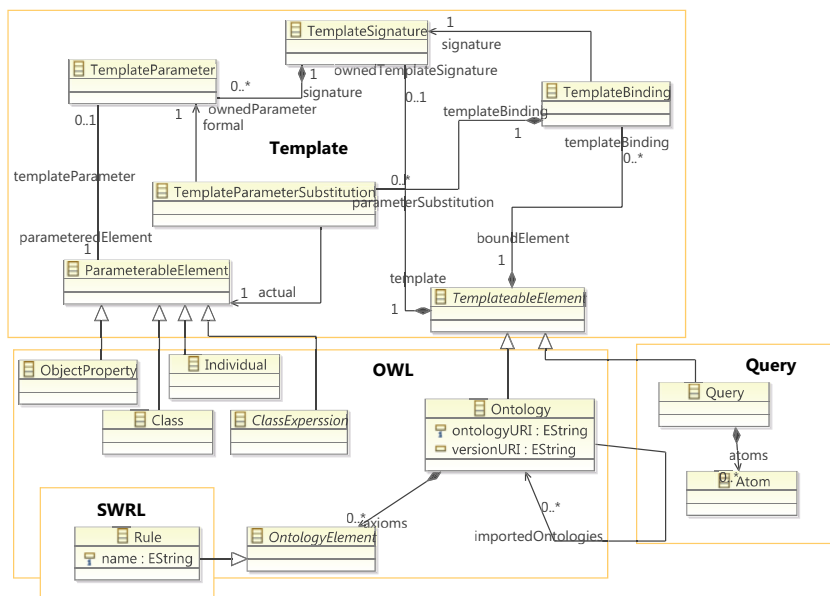 TemplateSignature
1
signature
TemplateParameter
0..*
1
signature
ownedTemplateSignature
ownedParameter
0..1
TemplateBinding
templateBinding
1
0..1
1
formal
Template
templateBinding
0..*
templateParameter
TemplateParameterSubstitution
0..*
parameterSubstitution
parameteredElement
1
boundElement
1
ParameterableElement
1
actual
template
1
TemplateableElement
ObjectProperty
Individual
OWL
Query
Class
ClassExperssion
Ontology
ontologyURI : EString
versionURI : EString
Query
atoms
0..*
Atom
SWRL
0..*
axioms
0..*
importedOntologies
Rule
name : EString
OntologyElement